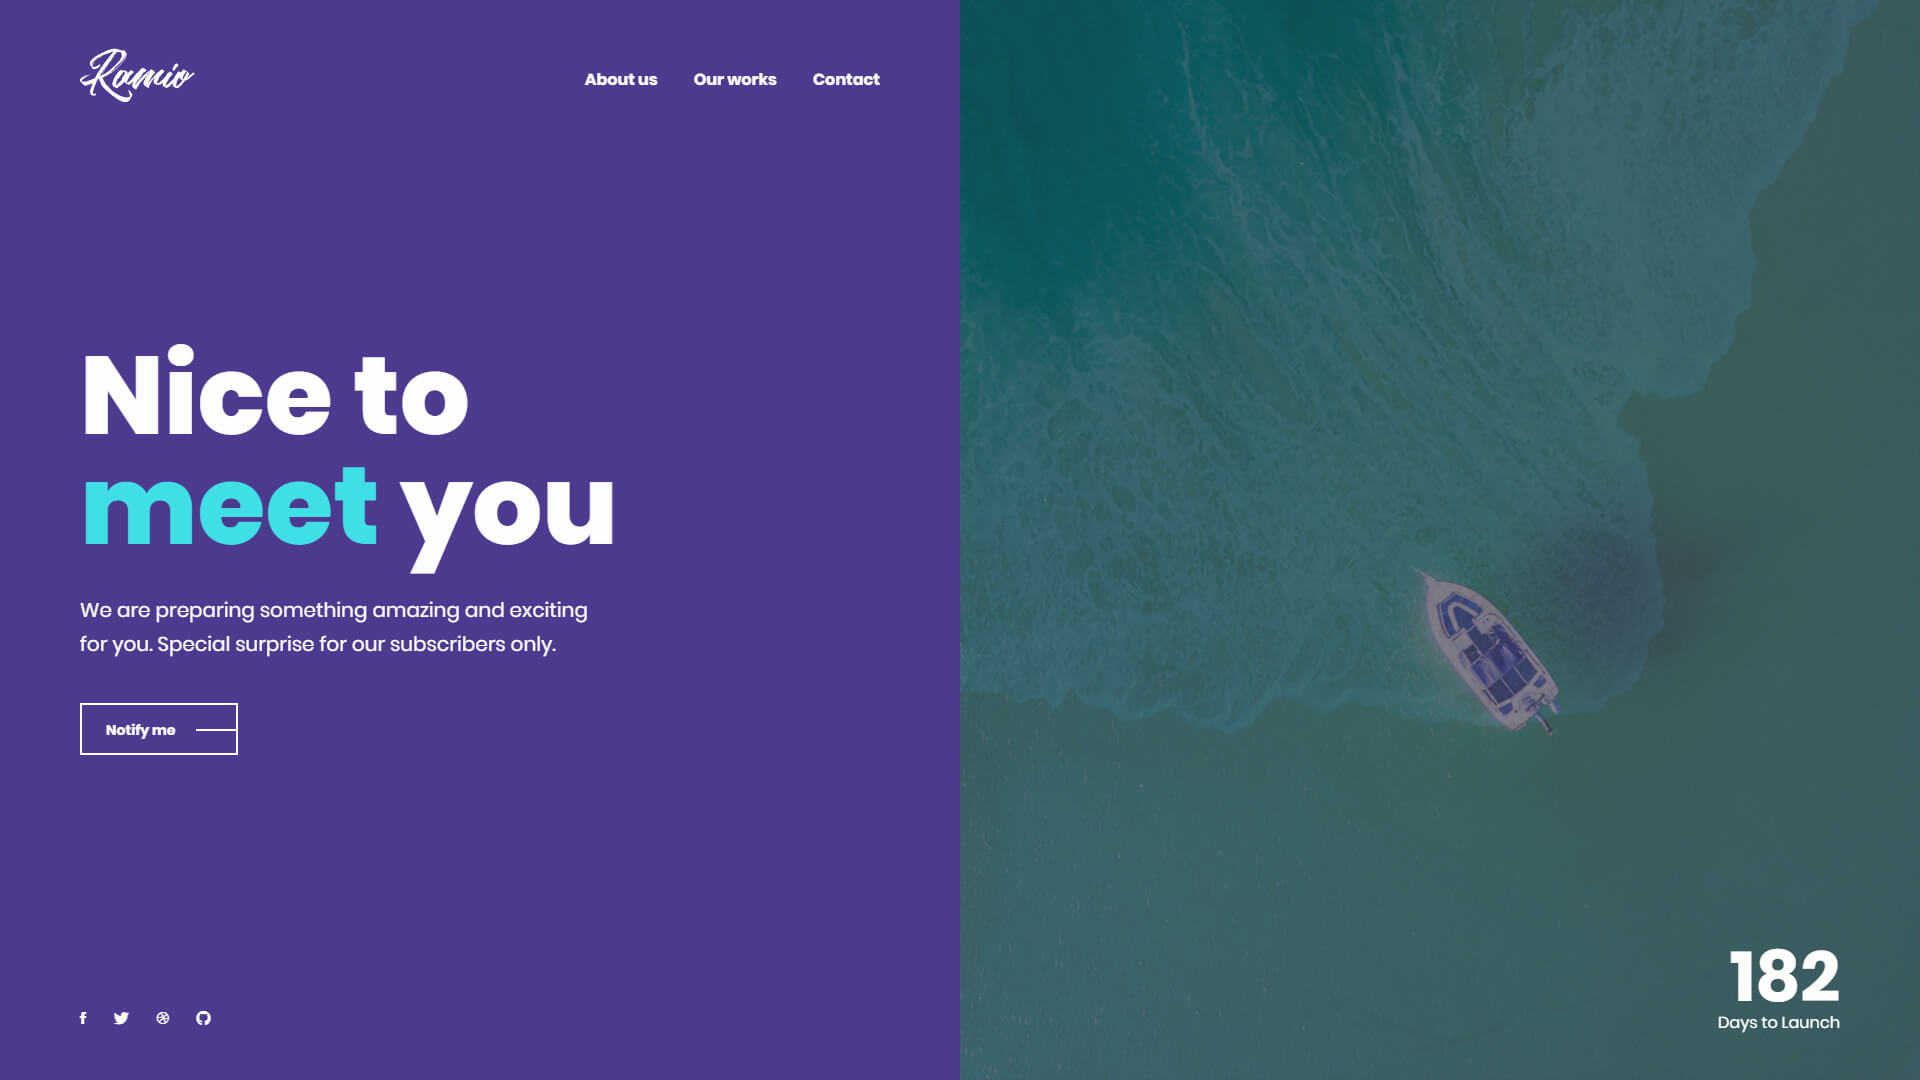 Ramio
About us
Our works
Contact
Nice to
meet you
We are preparing something amazing and exciting
for you. Special surprise for our subscribers only.
Notify me
182
Days to Launch